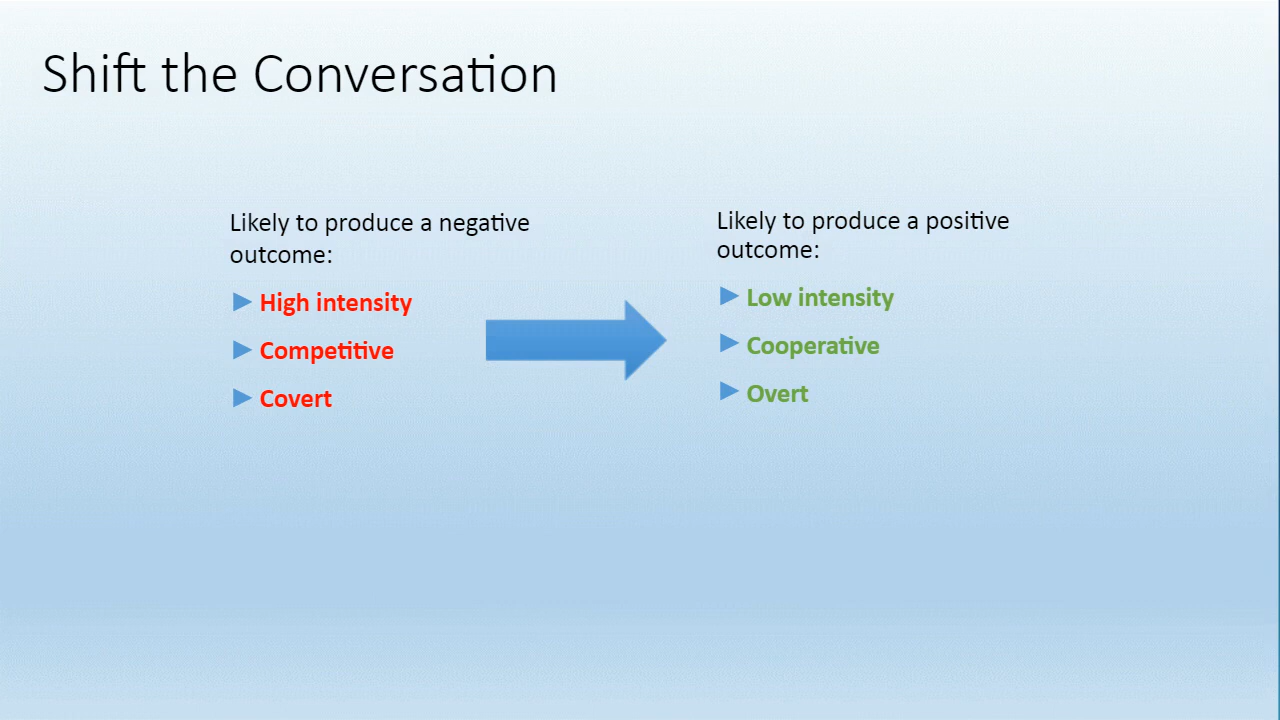 Shift the Conversation
Likely to produce a negative
outcome:
High intensity
Competitive
Covert
Likely to produce a positive
outcome:
Low intensity
Cooperative
Overt